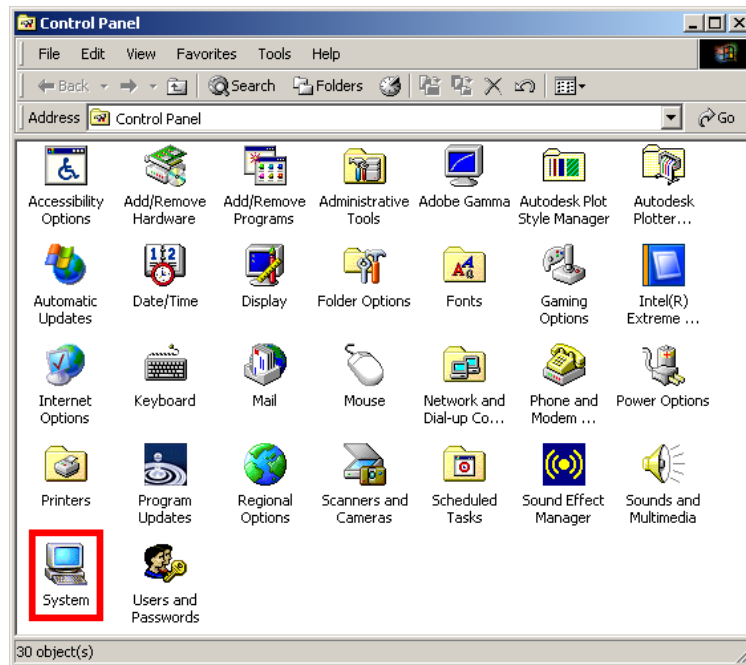 Control Panel
File Edit View Favorites Tools Help
Back Search Folders
Address Control Panel Go
Accessibility Options
Add/Remove Hardware
Add/Remove Programs
Administrative Tools
Adobe Gamma
Autodesk Plot Style Manager
Autodesk Plotter...
Automatic Updates
Date/Time
Display
Folder Options
Fonts
Gaming Options
Intel(R) Extreme ...
Internet Options
Keyboard
Mail
Mouse
Network and Dial-up Co...
Phone and Modem ...
Power Options
Printers
Program Updates
Regional Options
Scanners and Cameras
Scheduled Tasks
Sound Effect Manager
Sounds and Multimedia
System
Users and Passwords
30 object(s)